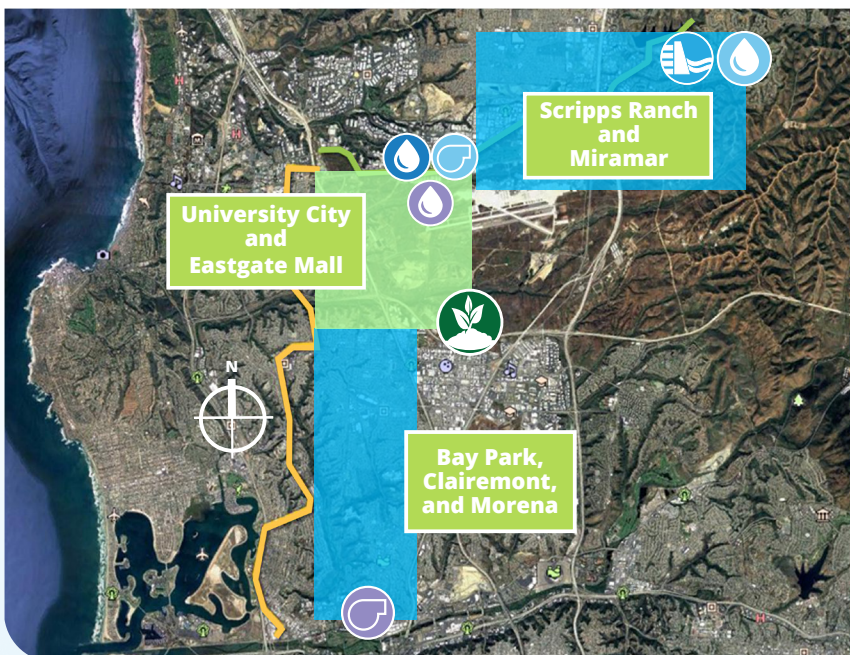 Scripps Ranch
and
Miramar
University City
and
Eastgate Mall
N
Bay Park,
Clairemont,
and Morena